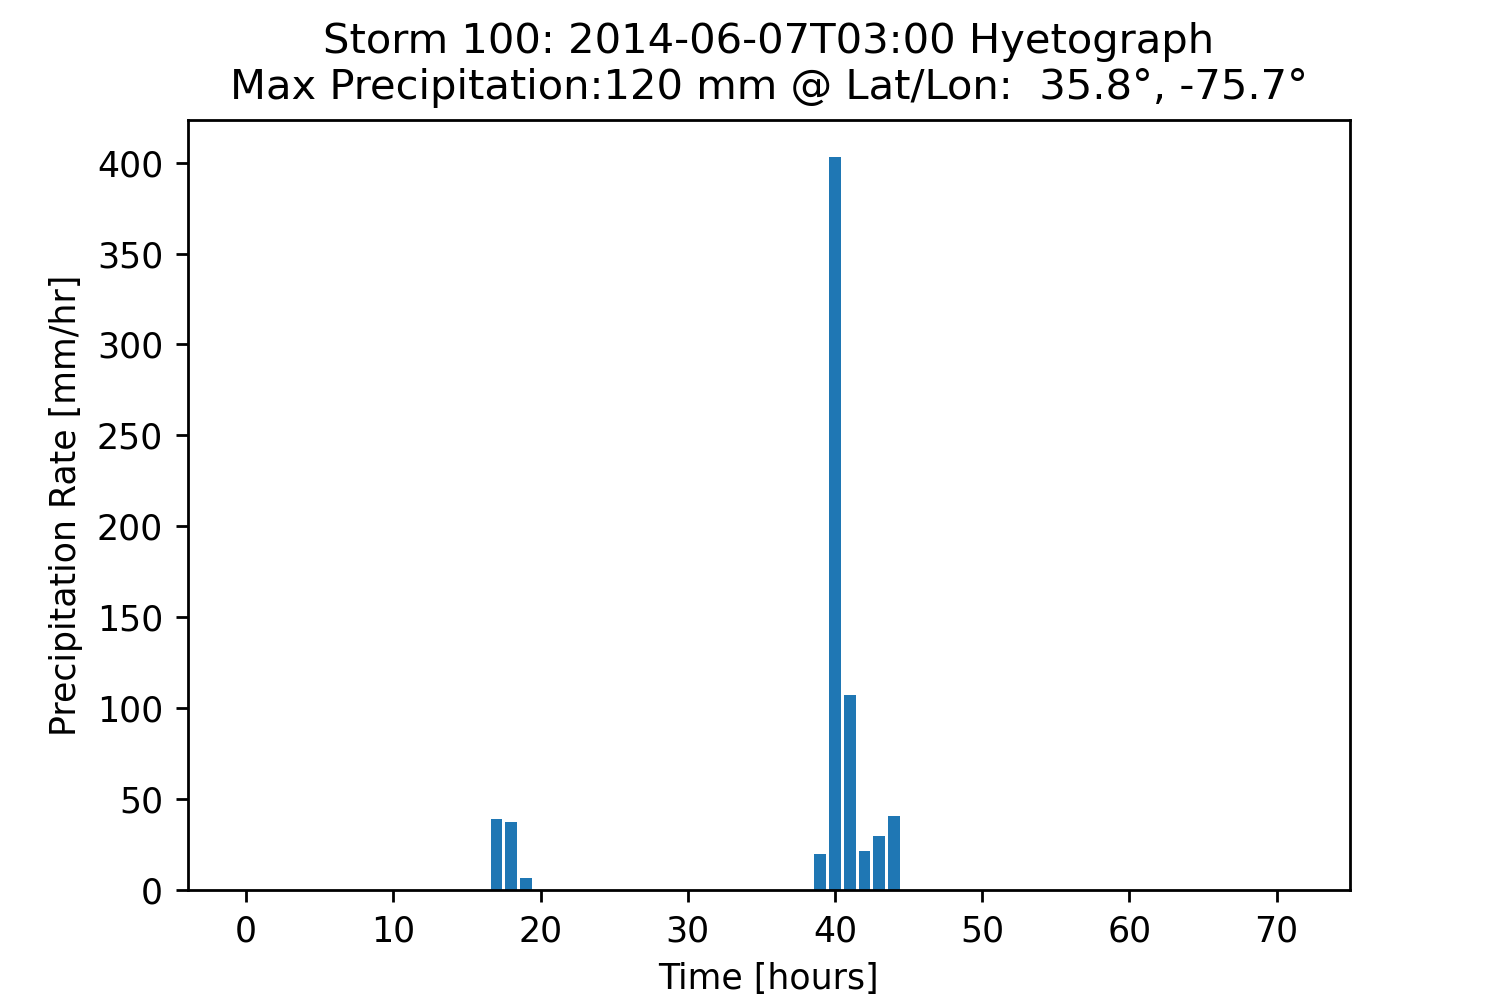 Storm 100: 2014-06-07T03:00 Hyetograph
Max Precipitation:120 mm @ Lat/Lon:  35.8°, -75.7°
Precipitation Rate [mm/hr]
400
350
300
250
200
150
100
50
0
0 10 20 30 40 50 60 70
Time [hours]